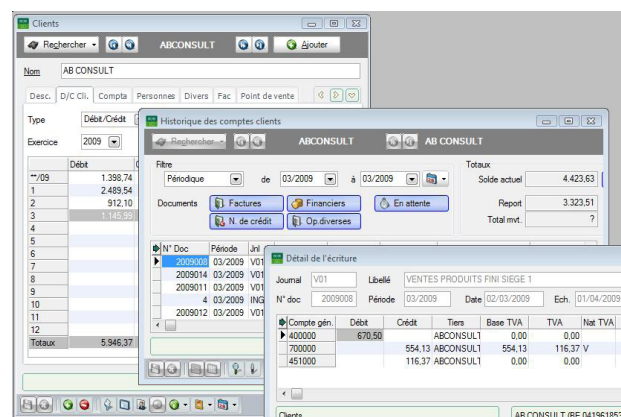 Clients
Rechercher
ABCONSULT
Ajouter
Nom AB CONSULT
Desc. D/C Cli. Compta Personnes Divers Fac Point de vente
Type Débit/Crédit
Exercice 2009
Débit
**/09 1.398,74
1 2.489,54
2 912,10
3 1.145,99
4
5
6
7
8
9
10
11
12
Totaux 5.946,37
Historique des comptes clients
Rechercher ABCONSULT AB CONSULT
Filtre
Périodique de 03/2009 à 03/2009
Documents Factures Financiers En attente
N. de crédit Op.diverses
Totaux
Solde actuel 4.423,63
Report 3.323,51
Total mvt. ?
N° Doc Période Jnl
2009008 03/2009 V01
2009014 03/2009 V01
2009011 03/2009 V01
4 03/2009 ING
2009012 03/2009 V01
Détail de l'écriture
Journal V01 Libellé VENTES PRODUITS FINI SIEGE 1
N° doc 2009008 Période 03/2009 Date 02/03/2009 Ech. 01/04/2009
Compte gén. Débit Crédit Tiers Base TVA TVA Nat TVA
400000 670,50 ABCONSULT 0,00 0,00
700000 554,13 ABCONSULT 554,13 116,37 V
451000 116,37 ABCONSULT 0,00 0,00
Clients ABCONSULT (BE 041961853